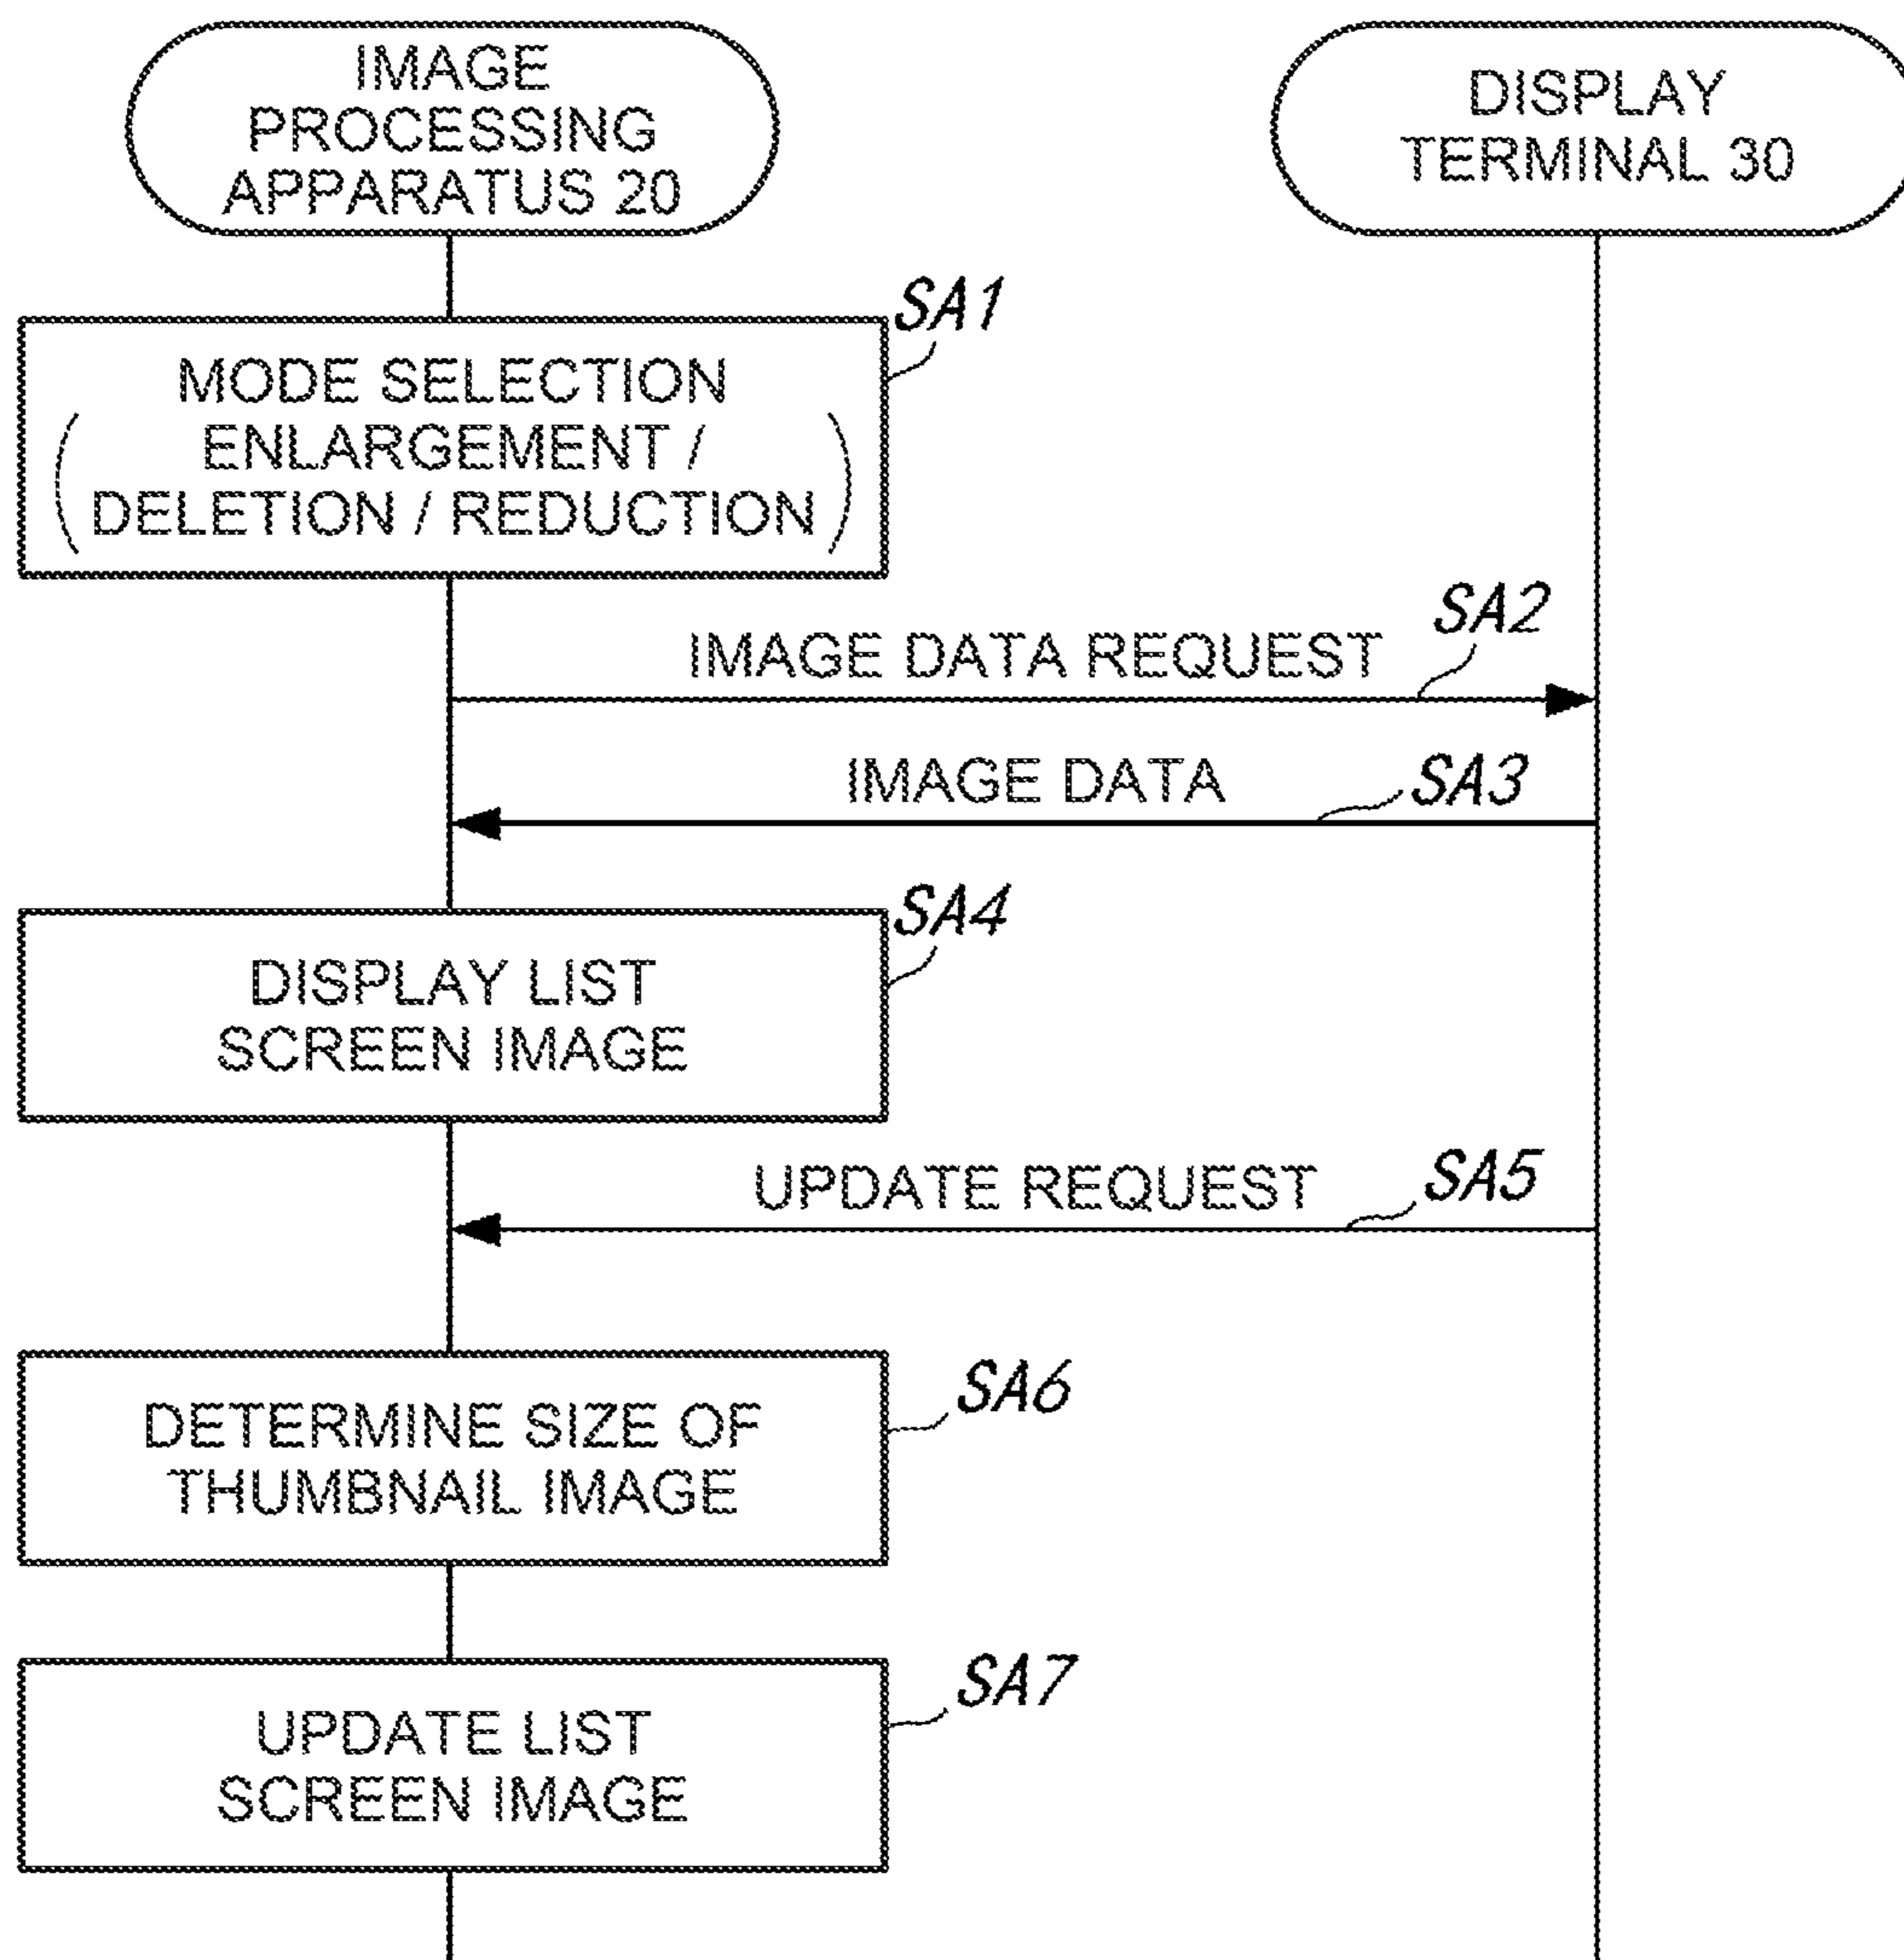 IMAGE
PROCESSING
APPARATUS 20
DISPLAY
TERMINAL 30
SA1
MODE SELECTION
( ENLARGEMENT /
DELETION / REDUCTION )
SA2
IMAGE DATA REQUEST
IMAGE DATA
SA3
SA4
DISPLAY LIST
SCREEN IMAGE
UPDATE REQUEST
SA5
SA6
DETERMINE SIZE OF
THUMBNAIL IMAGE
SA7
UPDATE LIST
SCREEN IMAGE